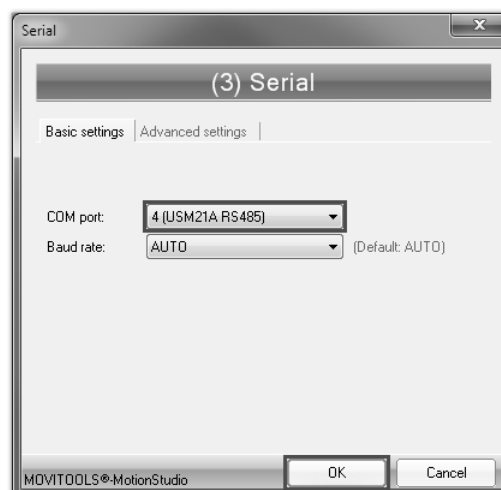 Serial
(3) Serial
Basic settings Advanced settings
COM port: 4 (USM21A RS485)
Baud rate: AUTO (Default: AUTO)
OK Cancel
MOVITOOLS®-MotionStudio